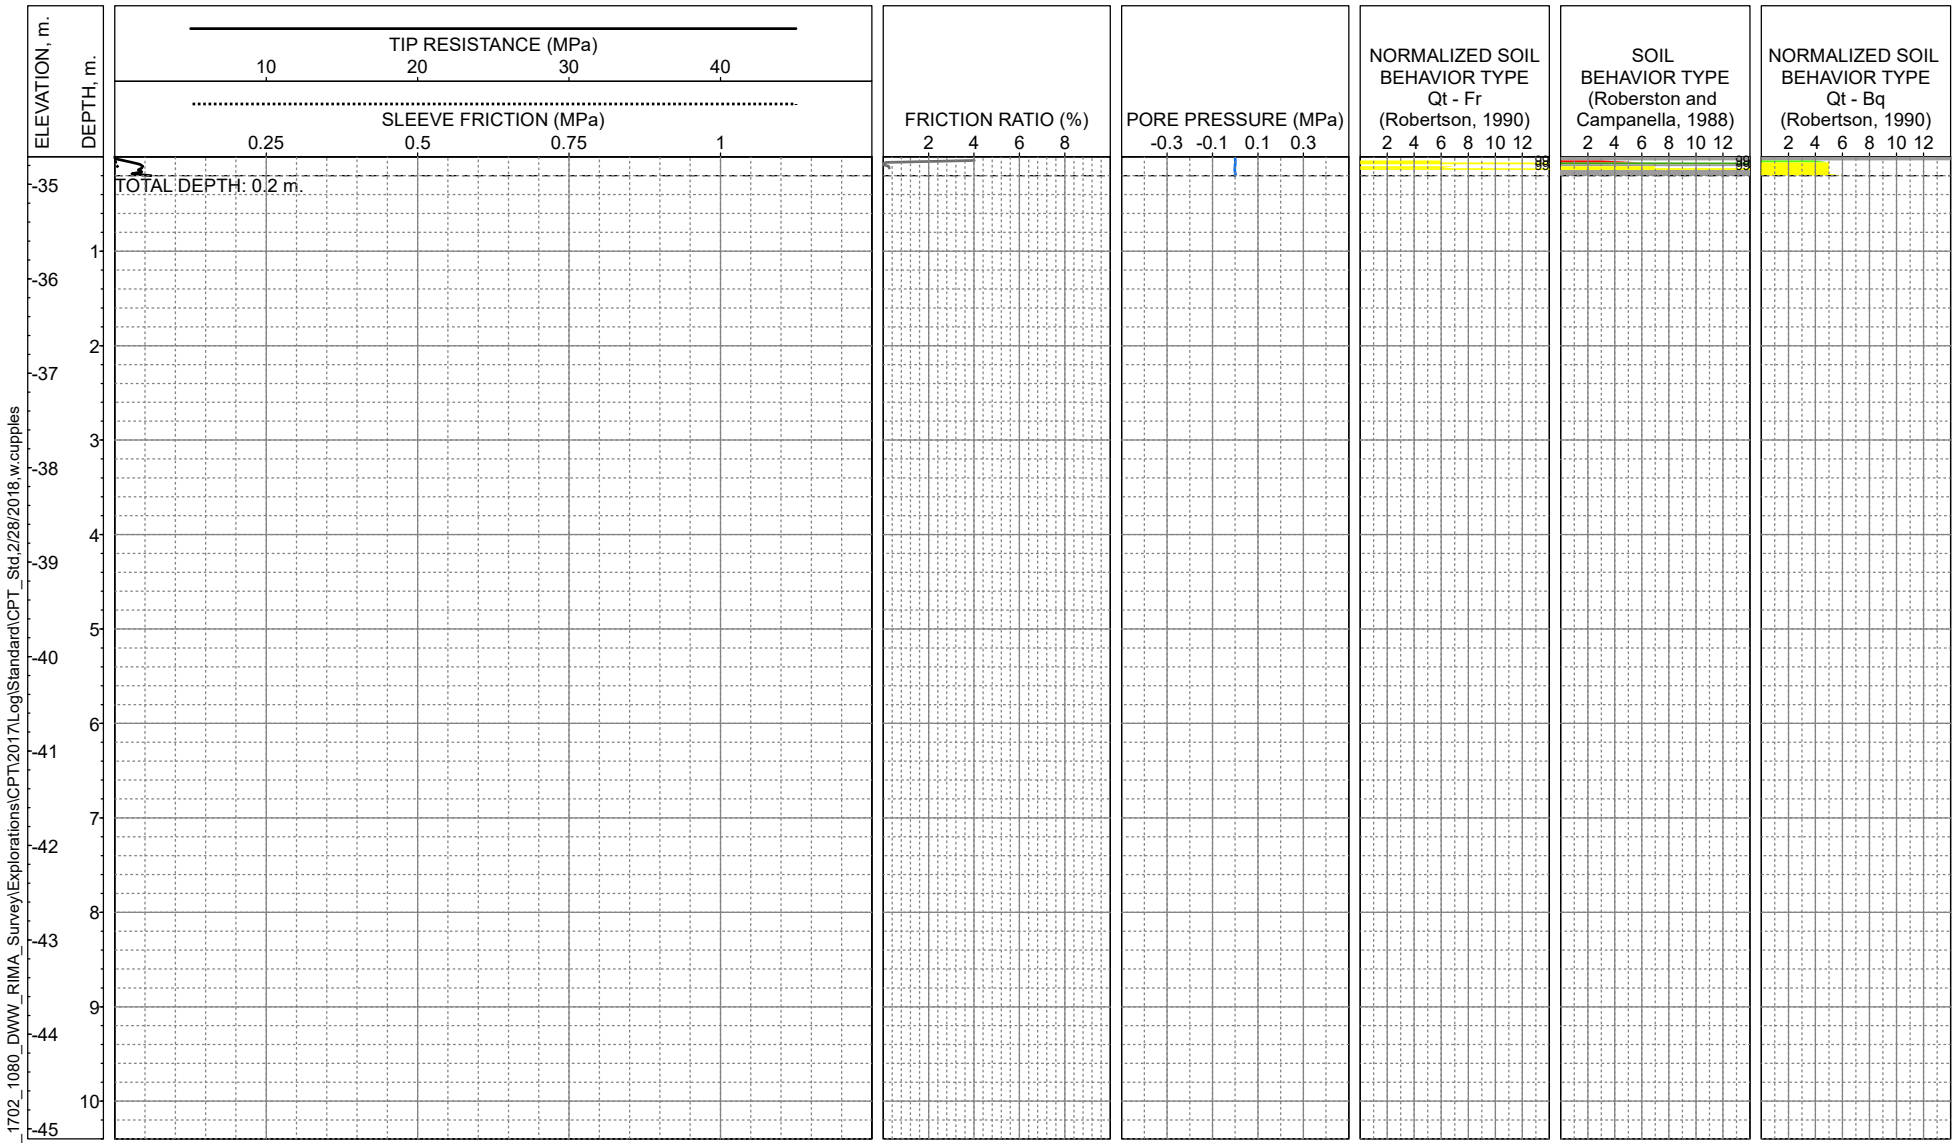 ELEVATION, m.
DEPTH, m.
TIP RESISTANCE (MPa)
10 20 30 40
SLEEVE FRICTION (MPa)
0.25 0.5 0.75 1
FRICTION RATIO (%)
2 4 6 8
PORE PRESSURE (MPa)
-0.3 -0.1 0.1 0.3
NORMALIZED SOIL
BEHAVIOR TYPE
Qt - Fr
(Robertson, 1990)
2 4 6 8 10 12
SOIL
BEHAVIOR TYPE
(Roberston and
Campanella, 1988)
2 4 6 8 10 12
NORMALIZED SOIL
BEHAVIOR TYPE
Qt - Bq
(Robertson, 1990)
2 4 6 8 10 12
TOTAL DEPTH: 0.2 m.
99
99
99
99
-35
1
-36
2
-37
3
-38
4
-39
5
-40
6
-41
7
-42
8
-43
9
-44
10
-45
_1702_1080_DWW_RIMA_Survey\Explorations\CPT\2017\Log\Standard\CPT_Std,2/28/2018,w.cupples